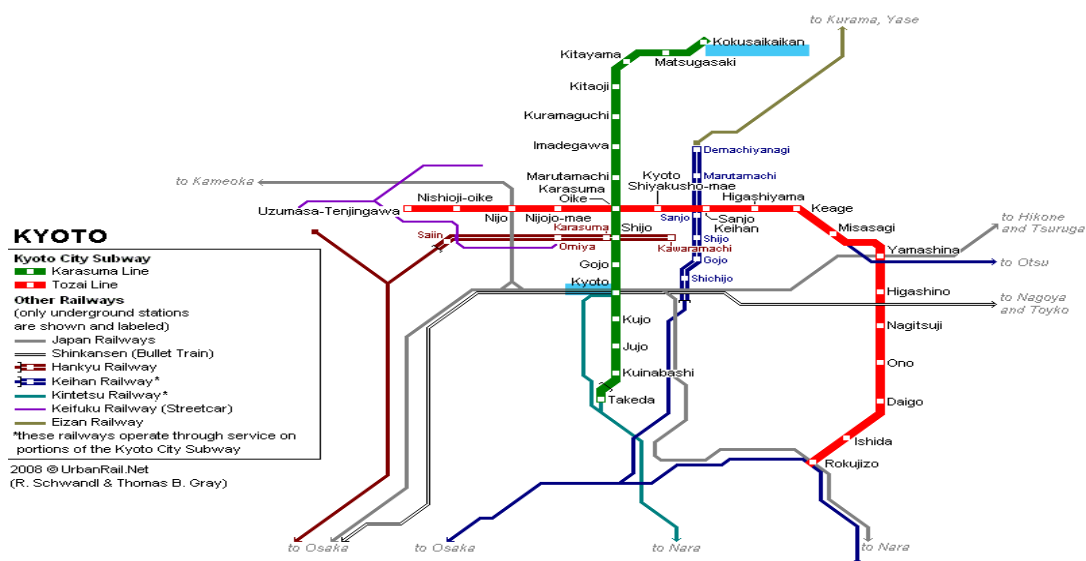 to Kurama, Yase
Kokusaikaikan
Kitayama
Matsugasaki
Kitaoji
Kuramaguchi
Imadegawa
Demachiyanagi
Marutamachi
Marutamachi
to Kameoka
Karasuma
Oike
Kyoto
Shiyakusho-mae
Nishioji-oike
Higashiyama
Uzumasa-Tenjingawa
Nijo
Nijojo-mae
Sanjo
Sanjo
Keihan
Keage
Misasagi
to Hikone
and Tsuruga
KYOTO
Saiin
Karasuma
Shijo
Shijo
Omiya
Kawaramachi
Yamashina
Kyoto City Subway
Karasuma Line
Tozai Line
Gojo
Gojo
to Otsu
Kyoto
Shichijo
Higashino
Other Railways
(only underground stations
are shown and labeled)
to Nagoya
and Toyko
Japan Railways
Shinkansen (Bullet Train)
Hankyu Railway
Keihan Railway*
Kintetsu Railway*
Keifuku Railway (Streetcar)
Eizan Railway
*these railways operate through service on
portions of the Kyoto City Subway
Kujo
Nagitsuji
Jujo
Ono
Kuinabashi
Takeda
Daigo
Ishida
Rokujizo
2008 © UrbanRail.Net
(R. Schwandl & Thomas B. Gray)
to Osaka
to Osaka
to Nara
to Nara